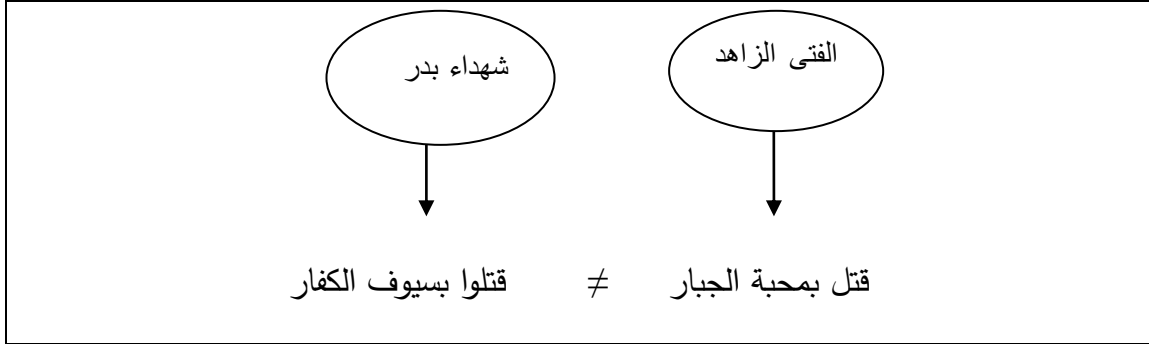 الفتى الزاهد
شهداء بدر
قتل بمحبة الجبار ≠ قتلوا بسيوف الكفار